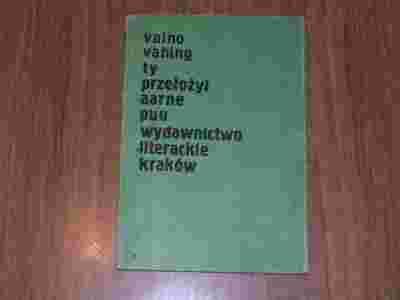 vaino
vahing
ty
przełożył
aarne
puu
wydawnictwo
literackie
kraków